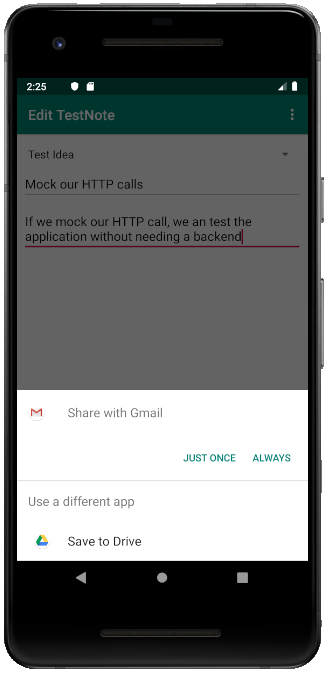 2:25
Edit TestNote
Test Idea
Mock our HTTP calls
If we mock our HTTP call, we an test the
application without needing a backend
Share with Gmail
JUST ONCE ALWAYS
Use a different app
Save to Drive